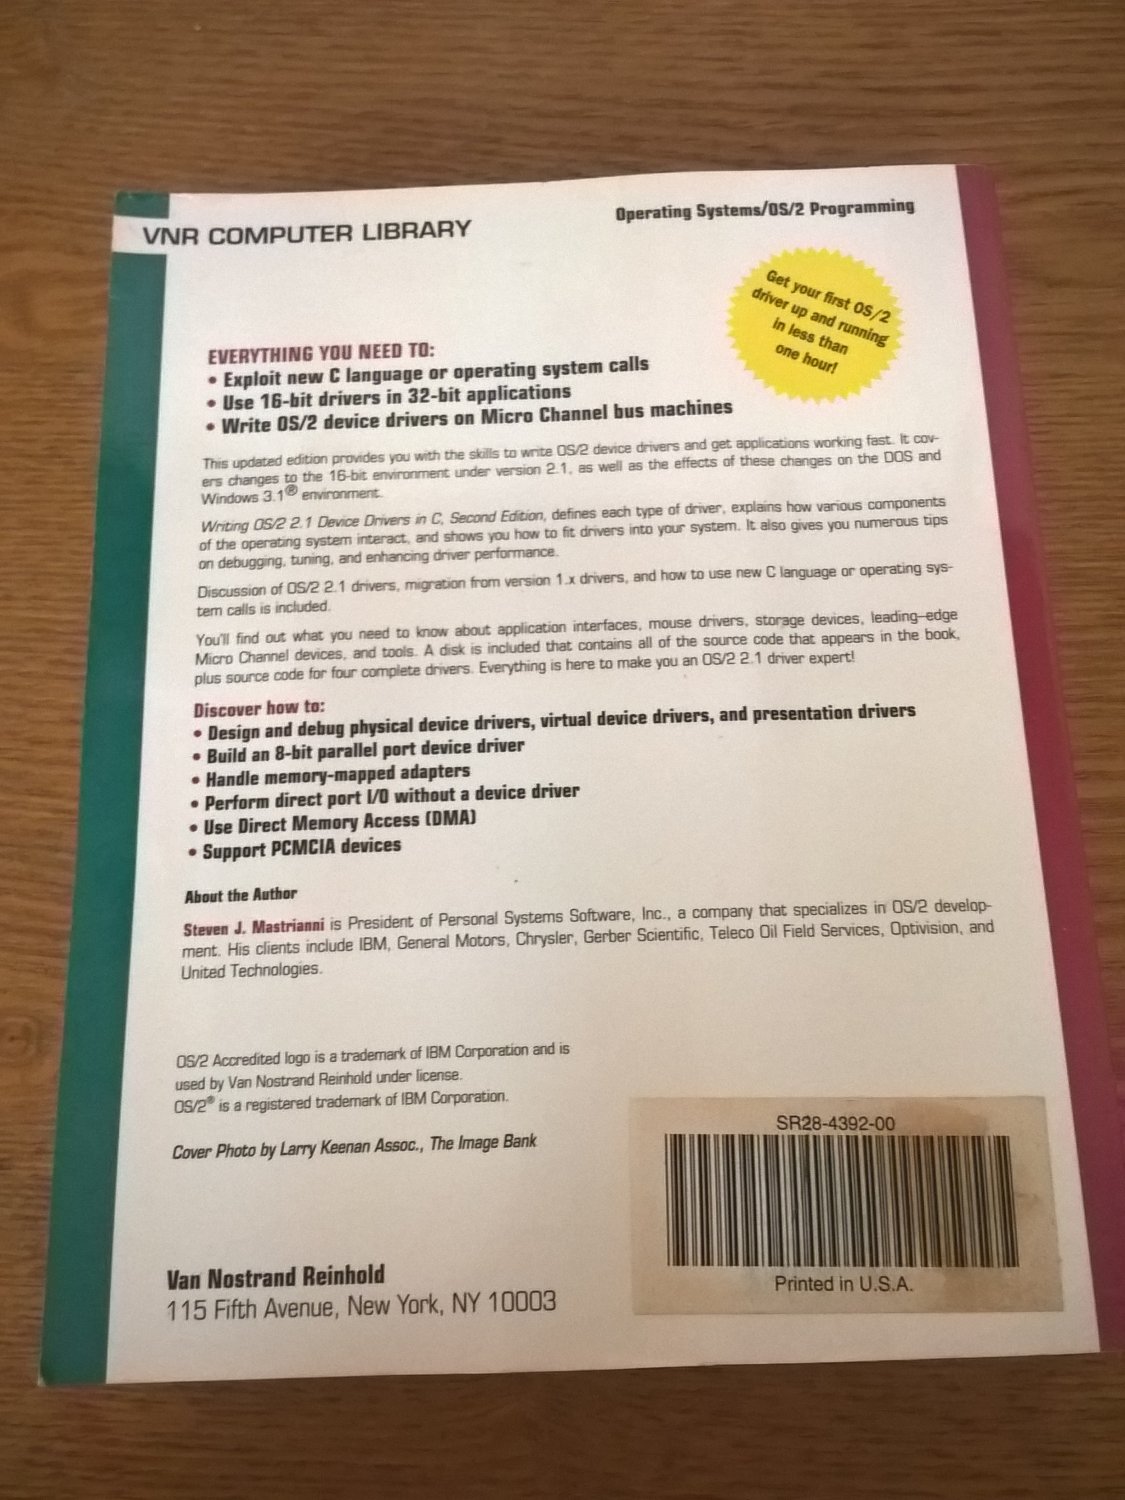 VNR COMPUTER LIBRARY
Operating Systems/OS/2 Programming
Get your first OS/2
driver up and running
in less than
one hour!
EVERYTHING YOU NEED TO:
• Exploit new C language or operating system calls
• Use 16-bit drivers in 32-bit applications
• Write OS/2 device drivers on Micro Channel bus machines
This updated edition provides you with the skills to write OS/2 device drivers and get applications working fast. It cov-
ers changes to the 16-bit environment under version 2.1, as well as the effects of these changes on the DOS and
Windows 3.1® environment.
Writing OS/2 2.1 Device Drivers in C, Second Edition, defines each type of driver, explains how various components
of the operating system interact, and shows you how to fit drivers into your system. It also gives you numerous tips
on debugging, tuning, and enhancing driver performance.
Discussion of OS/2 2.1 drivers, migration from version 1.x drivers, and how to use new C language or operating sys-
tem calls is included.
You'll find out what you need to know about application interfaces, mouse drivers, storage devices, leading–edge
Micro Channel devices, and tools. A disk is included that contains all of the source code that appears in the book,
plus source code for four complete drivers. Everything is here to make you an OS/2 2.1 driver expert!
Discover how to:
• Design and debug physical device drivers, virtual device drivers, and presentation drivers
• Build an 8-bit parallel port device driver
• Handle memory-mapped adapters
• Perform direct port I/O without a device driver
• Use Direct Memory Access (DMA)
• Support PCMCIA devices
About the Author
Steven J. Mastrianni is President of Personal Systems Software, Inc., a company that specializes in OS/2 develop-
ment. His clients include IBM, General Motors, Chrysler, Gerber Scientific, Teleco Oil Field Services, Optivision, and
United Technologies.
OS/2 Accredited logo is a trademark of IBM Corporation and is
used by Van Nostrand Reinhold under license.
OS/2® is a registered trademark of IBM Corporation.
Cover Photo by Larry Keenan Assoc., The Image Bank
SR28-4392-00
Printed in U.S.A.
Van Nostrand Reinhold
115 Fifth Avenue, New York, NY 10003